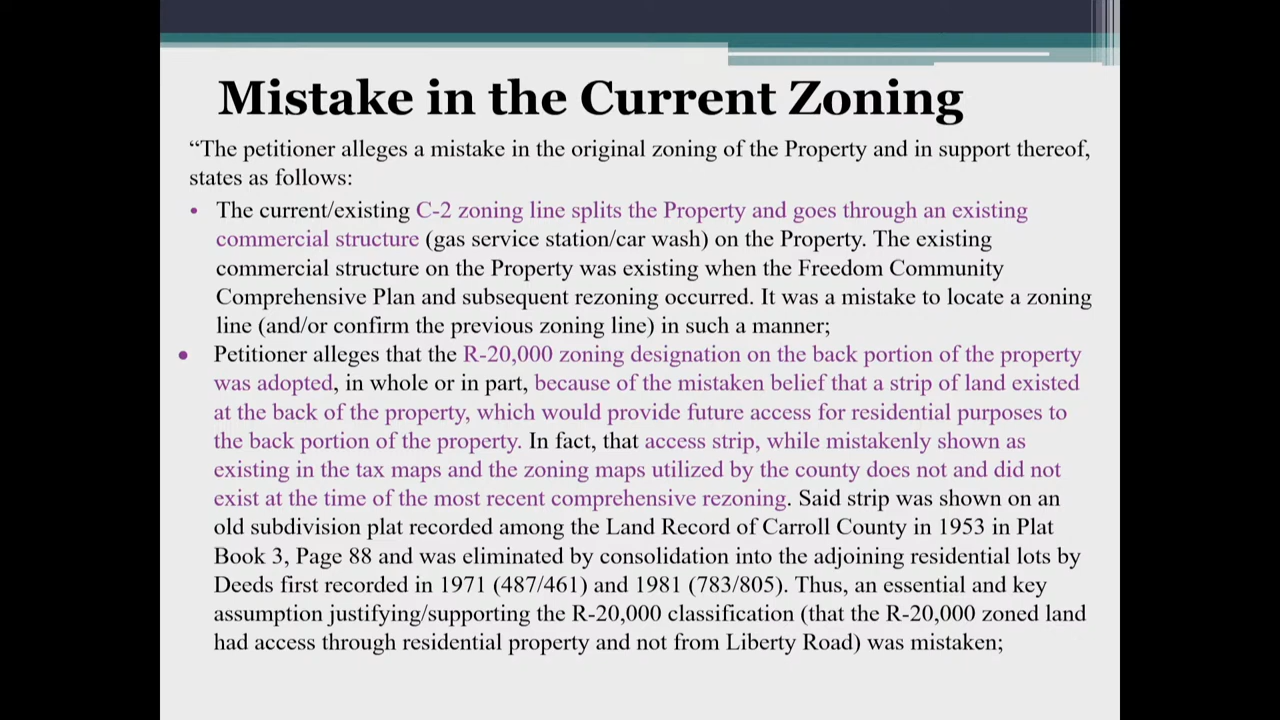 Mistake in the Current Zoning
“The petitioner alleges a mistake in the original zoning of the Property and in support thereof,
states as follows:
• The current/existing C-2 zoning line splits the Property and goes through an existing
commercial structure (gas service station/car wash) on the Property. The existing
commercial structure on the Property was existing when the Freedom Community
Comprehensive Plan and subsequent rezoning occurred. It was a mistake to locate a zoning
line (and/or confirm the previous zoning line) in such a manner;
• Petitioner alleges that the R-20,000 zoning designation on the back portion of the property
was adopted, in whole or in part, because of the mistaken belief that a strip of land existed
at the back of the property, which would provide future access for residential purposes to
the back portion of the property. In fact, that access strip, while mistakenly shown as
existing in the tax maps and the zoning maps utilized by the county does not and did not
exist at the time of the most recent comprehensive rezoning. Said strip was shown on an
old subdivision plat recorded among the Land Record of Carroll County in 1953 in Plat
Book 3, Page 88 and was eliminated by consolidation into the adjoining residential lots by
Deeds first recorded in 1971 (487/461) and 1981 (783/805). Thus, an essential and key
assumption justifying/supporting the R-20,000 classification (that the R-20,000 zoned land
had access through residential property and not from Liberty Road) was mistaken;